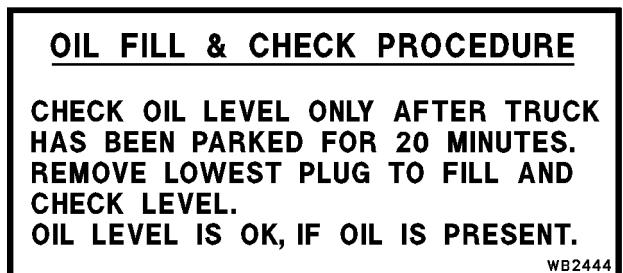 OIL FILL & CHECK PROCEDURE
CHECK OIL LEVEL ONLY AFTER TRUCK
HAS BEEN PARKED FOR 20 MINUTES.
REMOVE LOWEST PLUG TO FILL AND
CHECK LEVEL.
OIL LEVEL IS OK, IF OIL IS PRESENT.
WB2444